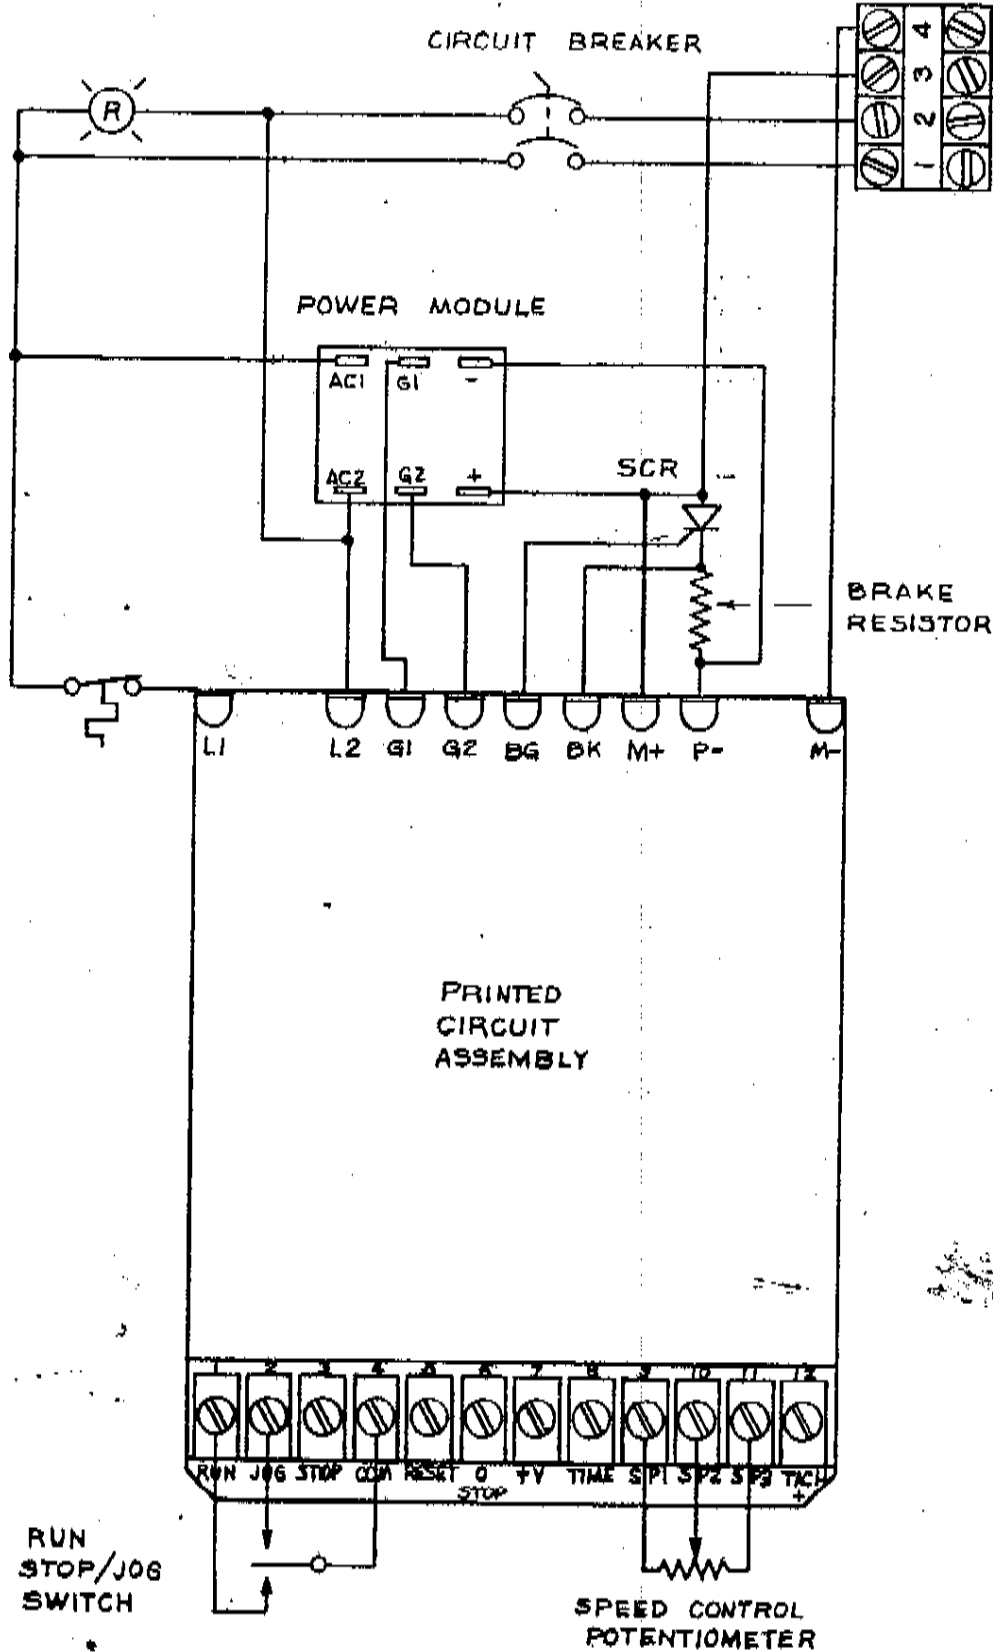 CIRCUIT BREAKER
4
3
2
1
R
POWER MODULE
AC1 G1 -
AC2 G2 +
SCR
BRAKE
RESISTOR
L1 L2 G1 G2 BG BK M+ P- M-
PRINTED
CIRCUIT
ASSEMBLY
1 2 3 4 5 6 7 8 9 10 11 12
RUN JOG STOP COM RESET O +V TIME SP1 SP2 SP3 TACH
STOP +
RUN
STOP/JOG
SWITCH
SPEED CONTROL
POTENTIOMETER